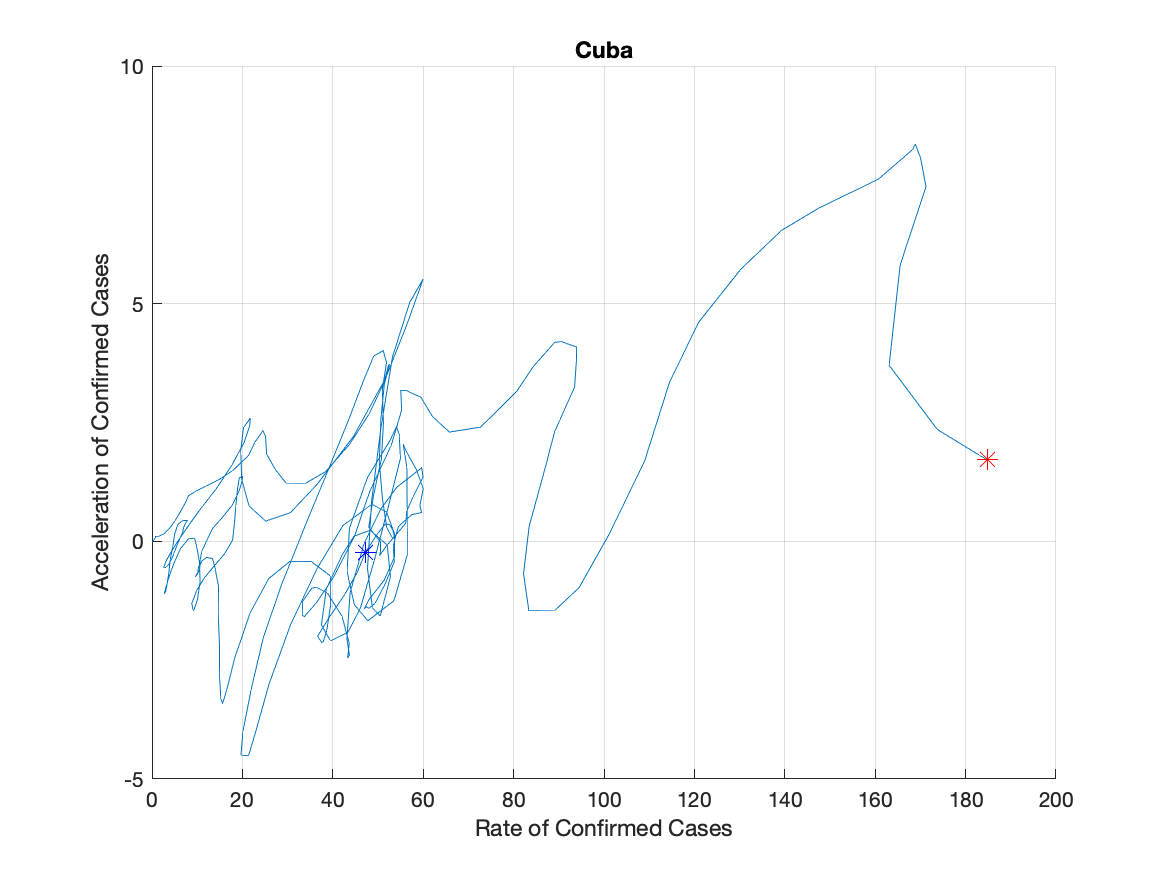 Cuba
10
5
0
-5
Acceleration of Confirmed Cases
0 20 40 60 80 100 120 140 160 180 200
Rate of Confirmed Cases